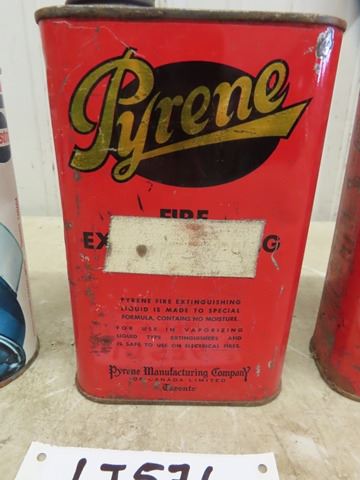 Pyrene
FIRE
PYRENE FIRE EXTINGUISHING
LIQUID IS MADE TO SPECIAL
FORMULA, CONTAINS NO MOISTURE.
FOR USE IN VAPORIZING
LIQUID TYPE EXTINGUISHERS AND
IS SAFE TO USE ON ELECTRICAL FIRES.
Pyrene Manufacturing Company
OF CANADA LIMITED
Toronto